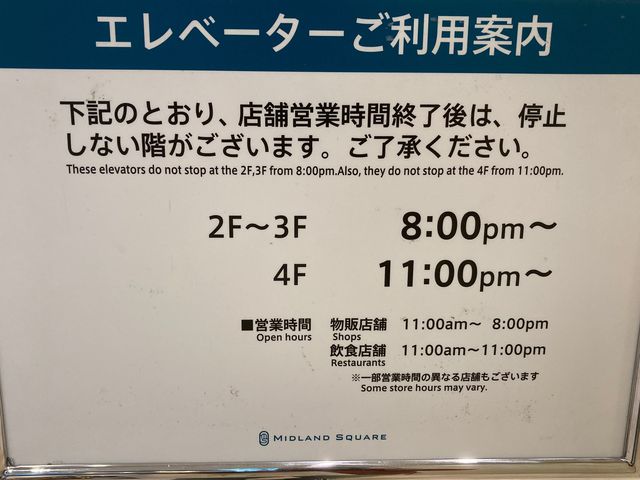 エレベーターご利用案内
下記のとおり、店舗営業時間終了後は、停止
しない階がございます。ご了承ください。
These elevators do not stop at the 2F,3F from 8:00pm.Also, they do not stop at the 4F from 11:00pm.
2F～3F 8:00pm～
4F 11:00pm～
■営業時間 物販店舗 11:00am～ 8:00pm
Open hours Shops
飲食店舗 11:00am～11:00pm
Restaurants
※一部営業時間の異なる店舗もございます
Some store hours may vary.
MIDLAND SQUARE